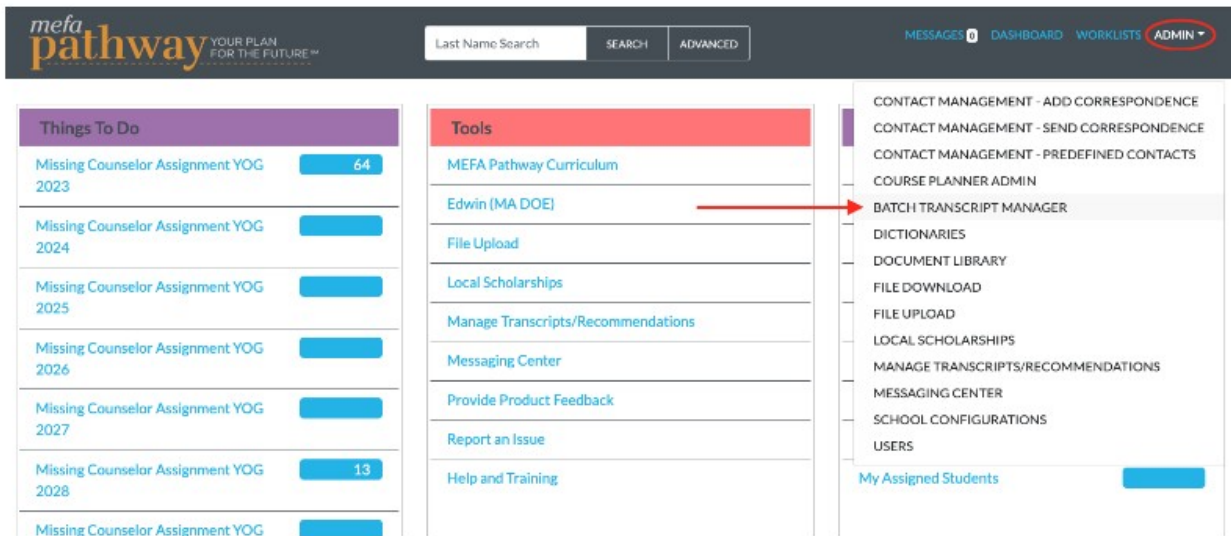 mefa
pathway YOUR PLAN
FOR THE FUTURE℠
Last Name Search SEARCH ADVANCED
MESSAGES 0 DASHBOARD WORKLISTS ADMIN
Things To Do
Missing Counselor Assignment YOG 64
2023
Missing Counselor Assignment YOG
2024
Missing Counselor Assignment YOG
2025
Missing Counselor Assignment YOG
2026
Missing Counselor Assignment YOG
2027
Missing Counselor Assignment YOG 13
2028
Missing Counselor Assignment YOG
Tools
MEFA Pathway Curriculum
Edwin (MA DOE)
File Upload
Local Scholarships
Manage Transcripts/Recommendations
Messaging Center
Provide Product Feedback
Report an Issue
Help and Training
CONTACT MANAGEMENT - ADD CORRESPONDENCE
CONTACT MANAGEMENT - SEND CORRESPONDENCE
CONTACT MANAGEMENT - PREDEFINED CONTACTS
COURSE PLANNER ADMIN
BATCH TRANSCRIPT MANAGER
DICTIONARIES
DOCUMENT LIBRARY
FILE DOWNLOAD
FILE UPLOAD
LOCAL SCHOLARSHIPS
MANAGE TRANSCRIPTS/RECOMMENDATIONS
MESSAGING CENTER
SCHOOL CONFIGURATIONS
USERS
My Assigned Students